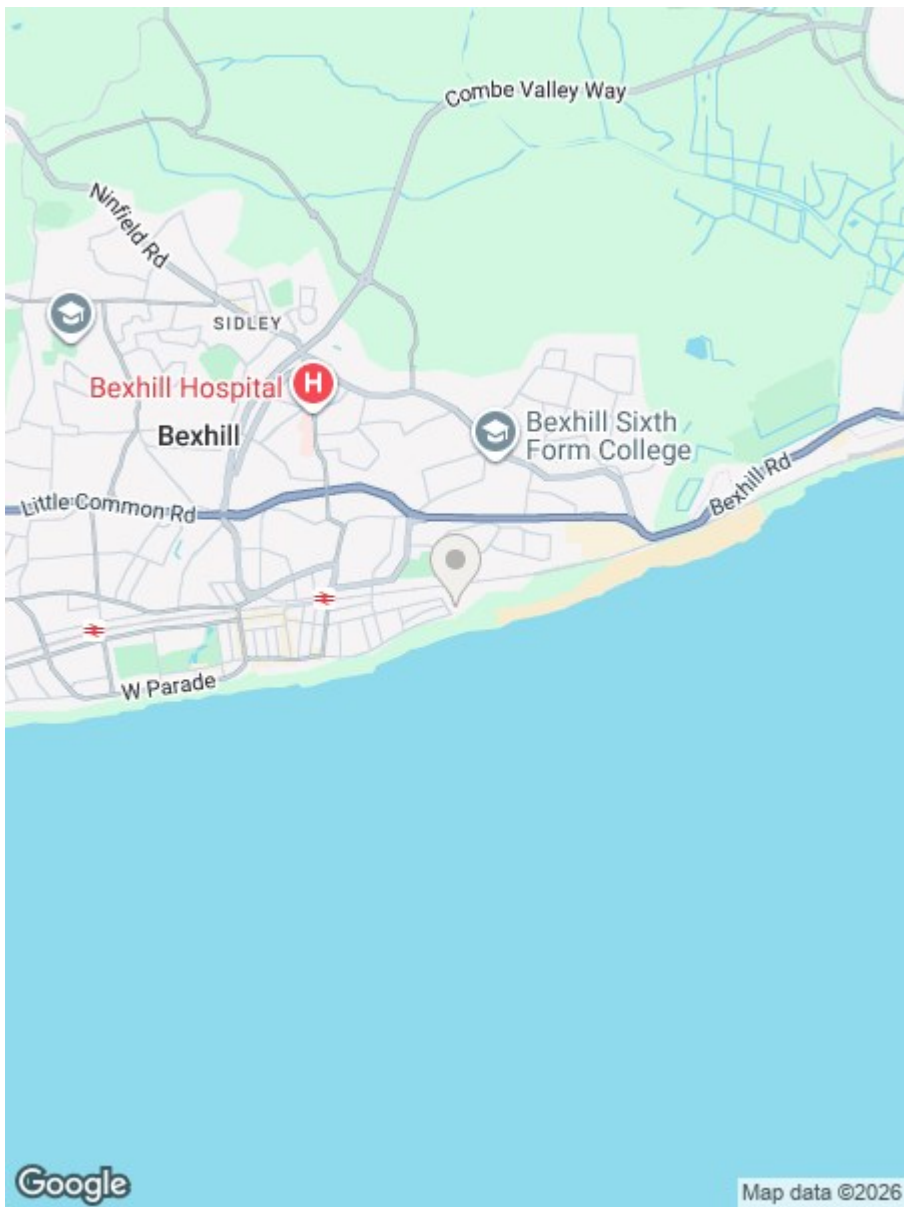 Combe Valley Way
Ninfield Rd
SIDLEY
Bexhill Hospital
H
Bexhill
Bexhill Sixth
Form College
Little Common Rd
Bexhill Rd
W Parade
Google
Map data ©2026